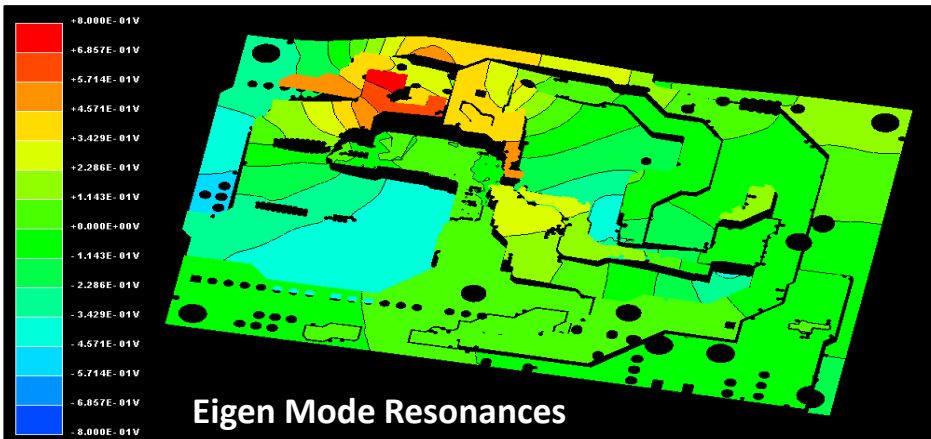 +8.000E-01V
+6.857E-01V
+5.714E-01V
+4.571E-01V
+3.429E-01V
+2.286E-01V
+1.143E-01V
+0.000E+00V
-1.143E-01V
-2.286E-01V
-3.429E-01V
-4.571E-01V
-5.714E-01V
-6.857E-01V
-8.000E-01V
Eigen Mode Resonances